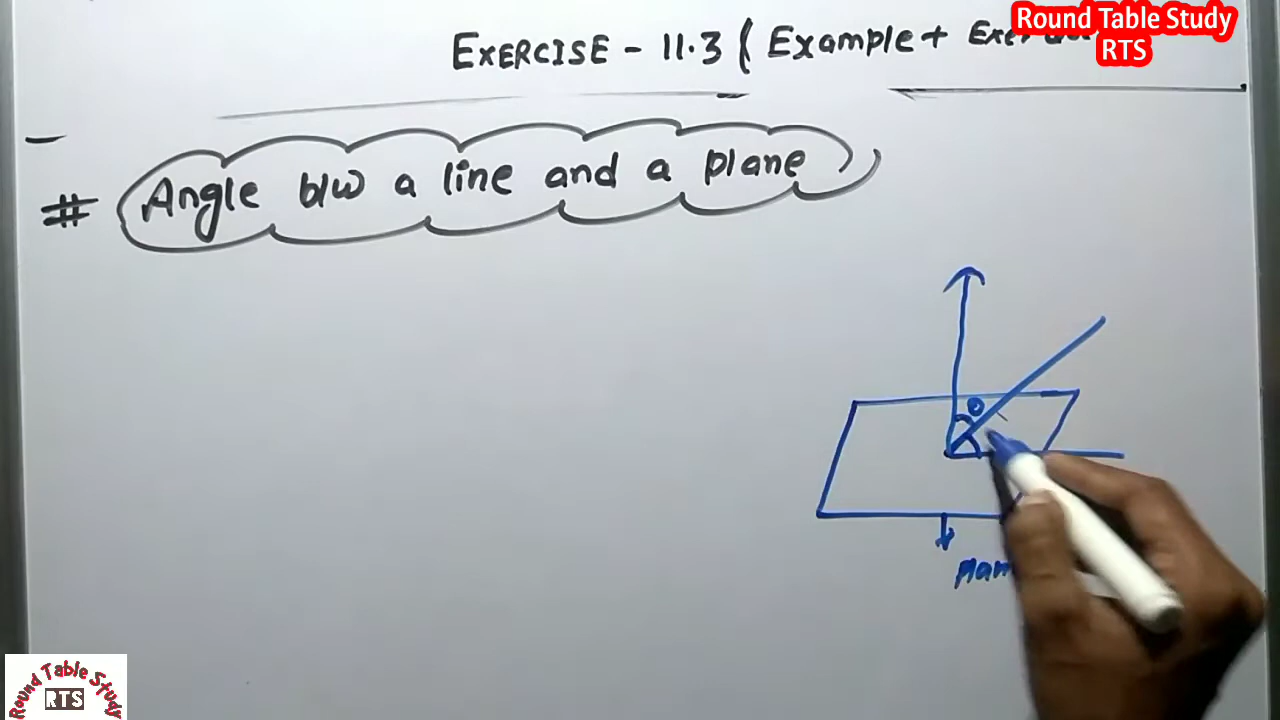 Round Table Study
RTS
EXERCISE - 11.3 ( Example +
# Angle b/w a line and a plane
θ
Round Table Study
RTS